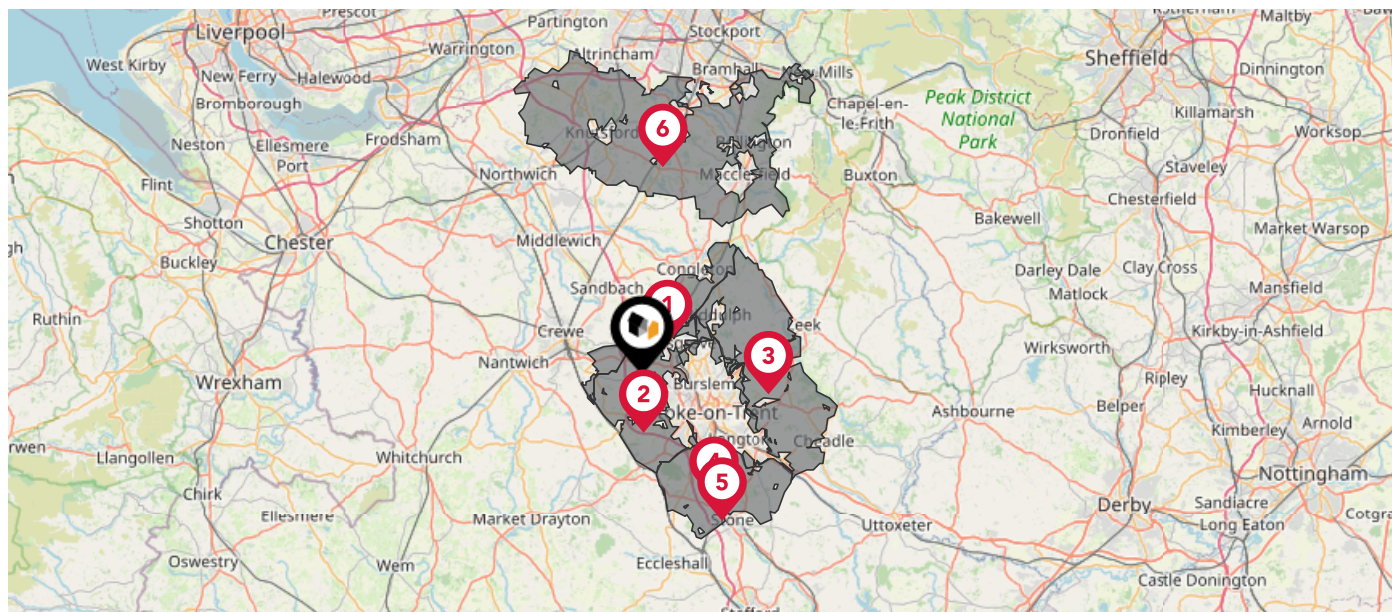 Prescot
Partington
Rotherham
Maltby
Liverpool
Stockport
Warrington
Altrincham
Sheffield
West Kirby
New Ferry
Halewood
Bramhall
Mills
Dinnington
Bromborough
Chapel-en-
le-Frith
Peak District
National
Park
Killamarsh
Neston
Ellesmere
Port
Frodsham
6
Dronfield
Worksop
Northwich
Macclesfield
Buxton
Staveley
Flint
Chesterfield
Shotton
Bakewell
Market Warsop
Chester
Middlewich
Buckley
Congleton
Darley Dale
Clay Cross
Sandbach
Matlock
Mansfield
1
Ruthin
Crewe
Kirkby-in-Ashfield
3
Nantwich
Wirksworth
Wrexham
Burslem
Ripley
Hucknall
2
oke-on-Trent
Ashbourne
Belper
Arnold
Kimberley
Cheadle
Llangollen
Whitchurch
4
Nottingham
5
Chirk
Derby
Sandiacre
Ellesmere
Market Drayton
Stone
Uttoxeter
Long Eaton
Oswestry
Wem
Eccleshall
Castle Donington